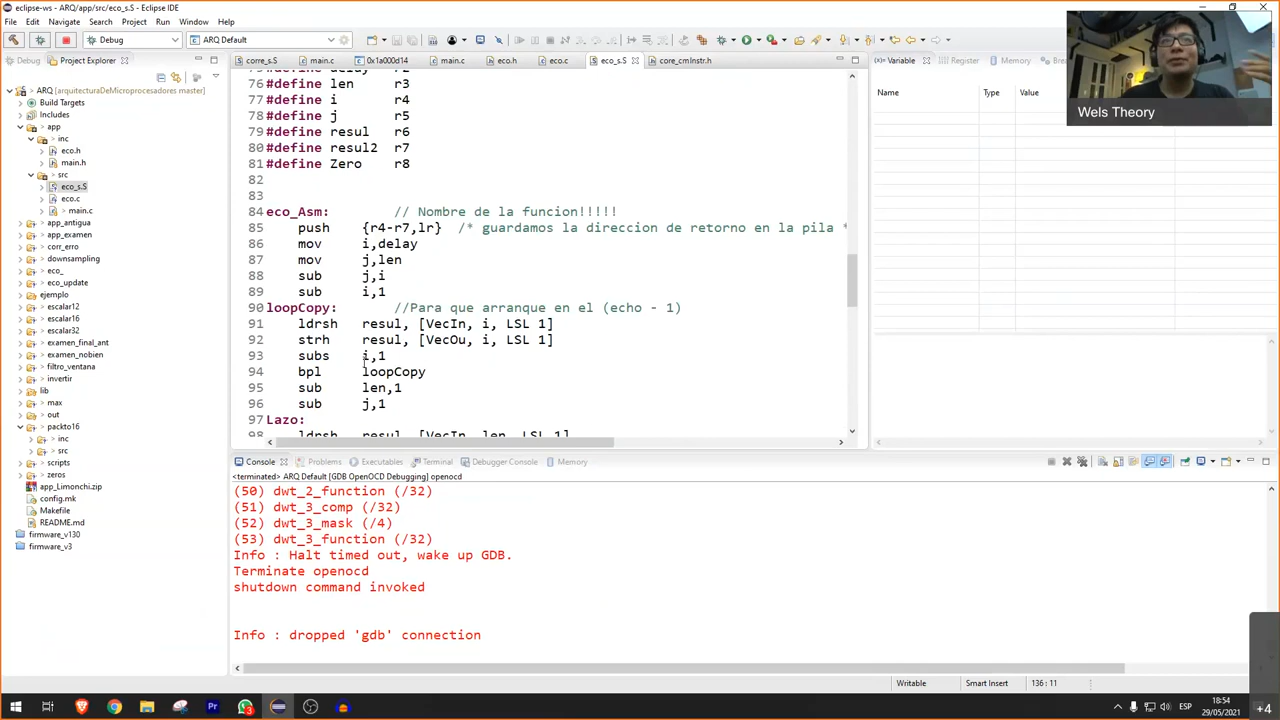 eclipse-ws - ARQ/app/src/eco_s.S - Eclipse IDE
File Edit Navigate Search Project Run Window Help
Debug ARQ Default
Debug Project Explorer
ARQ [arquitecturaDeMicroprocesadores master]
Build Targets
Includes
app
inc
eco.h
main.h
src
eco_s.S
eco.c
main.c
app_antigua
app_examen
corr_erro
downsampling
eco_
eco_update
ejemplo
escalar12
escalar16
escalar32
examen_final_ant
examen_nobien
filtro_ventana
invertir
lib
max
out
packto16
inc
src
scripts
zeros
app_Limonchi.zip
config.mk
Makefile
README.md
firmware_v130
firmware_v3
corre_s.S main.c 0x1a000d14 main.c eco.h eco.c eco_s.S core_cmInstr.h
76 #define len r3
77 #define i r4
78 #define j r5
79 #define resul r6
80 #define resul2 r7
81 #define Zero r8
82
83
84 eco_Asm: // Nombre de la funcion!!!!!
85 push {r4-r7,lr} /* guardamos la direccion de retorno en la pila *
86 mov i,delay
87 mov j,len
88 sub j,i
89 sub i,1
90 loopCopy: //Para que arranque en el (echo - 1)
91 ldrsh resul, [VecIn, i, LSL 1]
92 strh resul, [VecOu, i, LSL 1]
93 subs i,1
94 bpl loopCopy
95 sub len,1
96 sub j,1
97 Lazo:
98 ldrsh resul, [VecIn, len, LSL 1]
Variable Register Memory
Name Type Value
Wels Theory
Console Problems Executables Terminal Debugger Console Memory
<terminated> ARQ Default [GDB OpenOCD Debugging] openocd
(50) dwt_2_function (/32)
(51) dwt_3_comp (/32)
(52) dwt_3_mask (/4)
(53) dwt_3_function (/32)
Info : Halt timed out, wake up GDB.
Terminate openocd
shutdown command invoked
Info : dropped 'gdb' connection
Writable Smart Insert 136 : 11
Pr 3 ESP 18:54
29/05/2021
+4